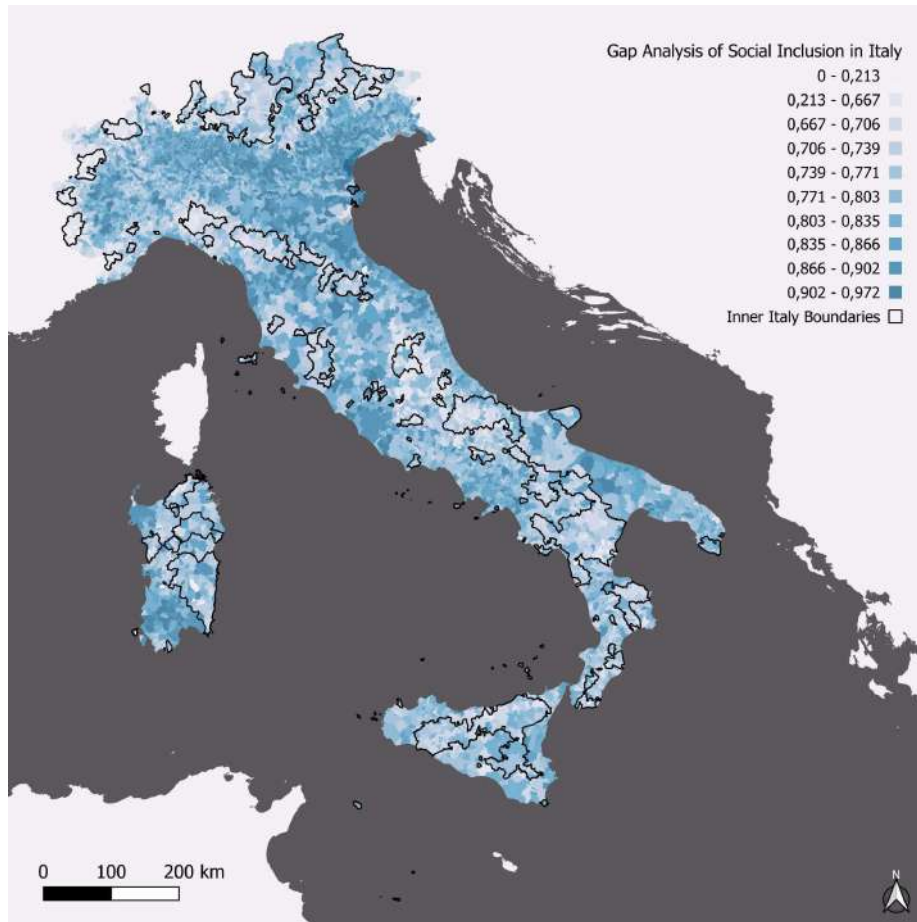 Gap Analysis of Social Inclusion in Italy
0 - 0,213
0,213 - 0,667
0,667 - 0,706
0,706 - 0,739
0,739 - 0,771
0,771 - 0,803
0,803 - 0,835
0,835 - 0,866
0,866 - 0,902
0,902 - 0,972
Inner Italy Boundaries
0 100 200 km
N